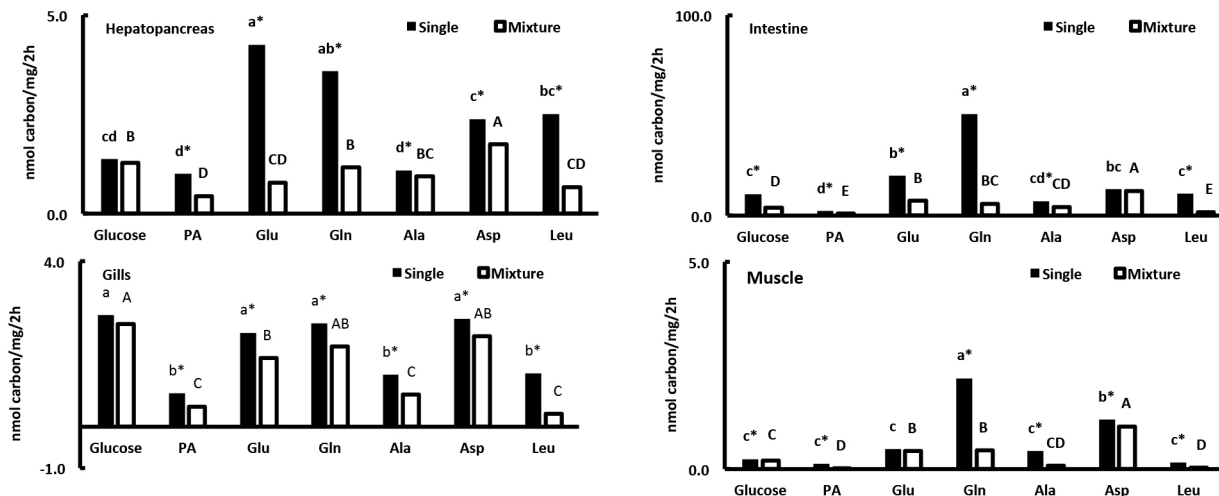 5.0
Hepatopancreas
a*
Single
Mixture
ab*
nmol carbon/mg/2h
cd
B
d*
D
CD
B
d*
BC
c*
A
bc*
CD
0.0
Glucose
PA
Glu
Gln
Ala
Asp
Leu
100.0
Intestine
Single
Mixture
nmol carbon/mg/2h
c*
D
d*
E
b*
B
a*
BC
cd*
CD
bc
A
c*
E
0.0
Glucose
PA
Glu
Gln
Ala
Asp
Leu
4.0
Gills
Single
Mixture
nmol carbon/mg/2h
a
A
b*
C
a*
B
a*
AB
b*
C
a*
AB
b*
C
-1.0
Glucose
PA
Glu
Gln
Ala
Asp
Leu
5.0
Muscle
Single
Mixture
nmol carbon/mg/2h
c*
C
c*
D
c
B
a*
B
c*
CD
b*
A
c*
D
0.0
Glucose
PA
Glu
Gln
Ala
Asp
Leu